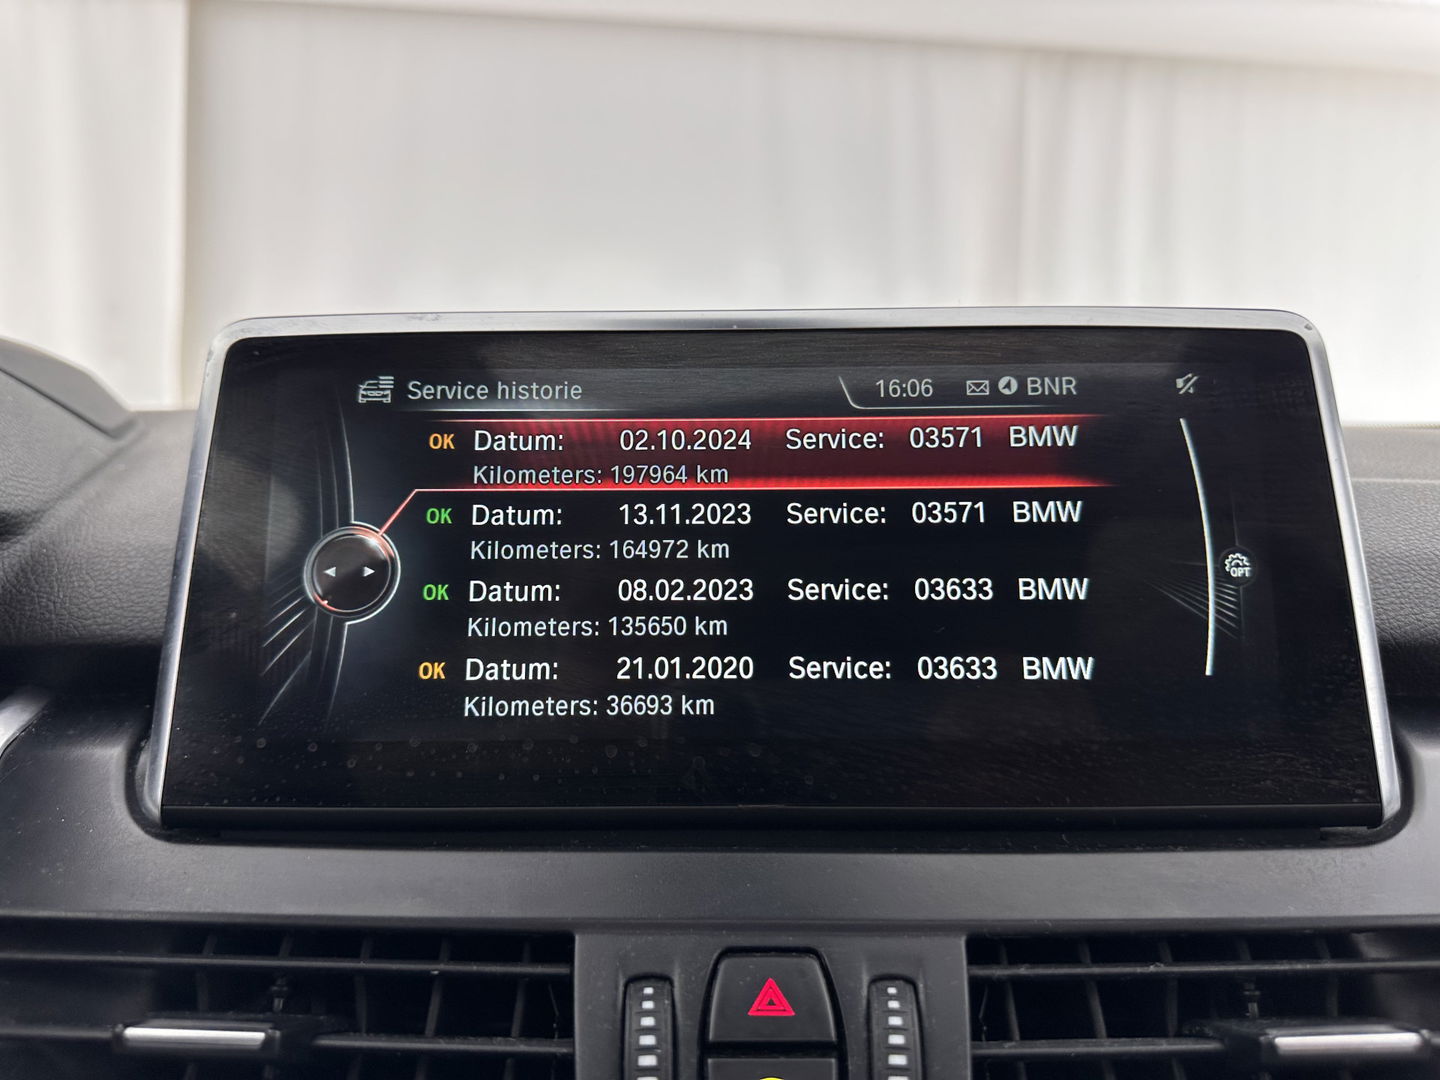 Service historie 16:06 BNR
OK Datum: 02.10.2024 Service: 03571 BMW
Kilometers: 197964 km
OK Datum: 13.11.2023 Service: 03571 BMW
Kilometers: 164972 km
OK Datum: 08.02.2023 Service: 03633 BMW
Kilometers: 135650 km
OK Datum: 21.01.2020 Service: 03633 BMW
Kilometers: 36693 km
OPT